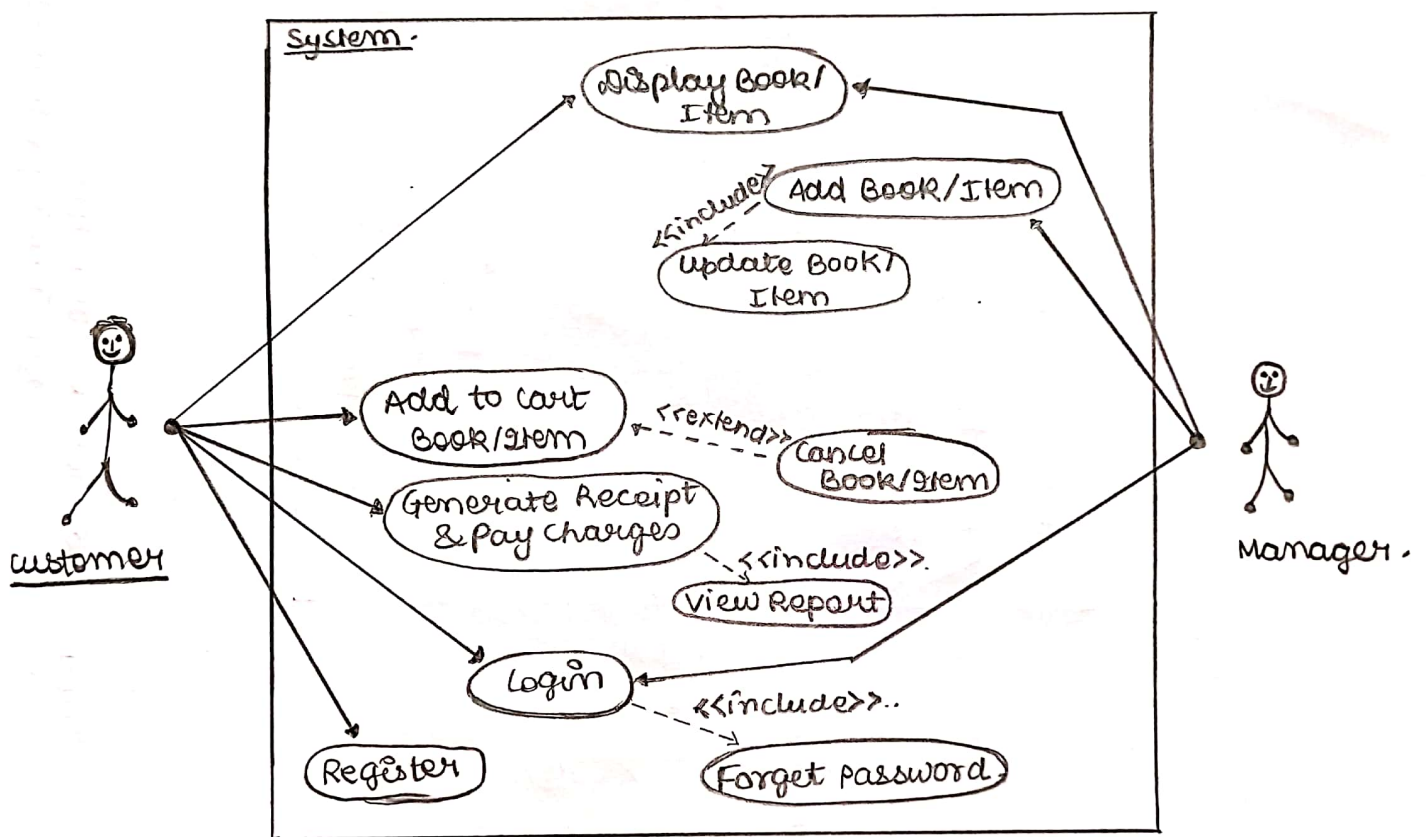 System.
Display Book/
Item
<<include>>
Add Book/Item
Update Book/
Item
Add to cart
Book/Item
<<extend>>
Cancel
Book/Item
Generate Receipt
& Pay Charges
<<include>>.
View Report
customer
Manager.
Login
<<include>>..
Register
Forget password.